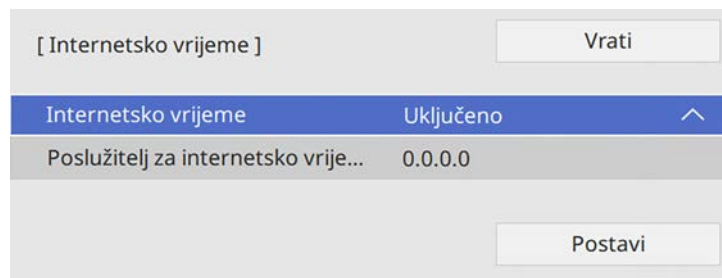 [ Internetsko vrijeme ] Vrati
Internetsko vrijeme Uključeno
Poslužitelj za internetsko vrije... 0.0.0.0
Postavi